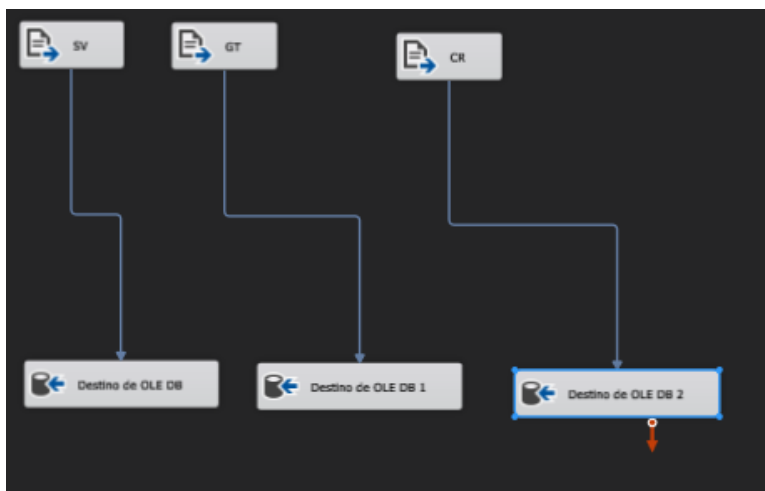 SV
GT
CR
Destino de OLE DB
Destino de OLE DB 1
Destino de OLE DB 2